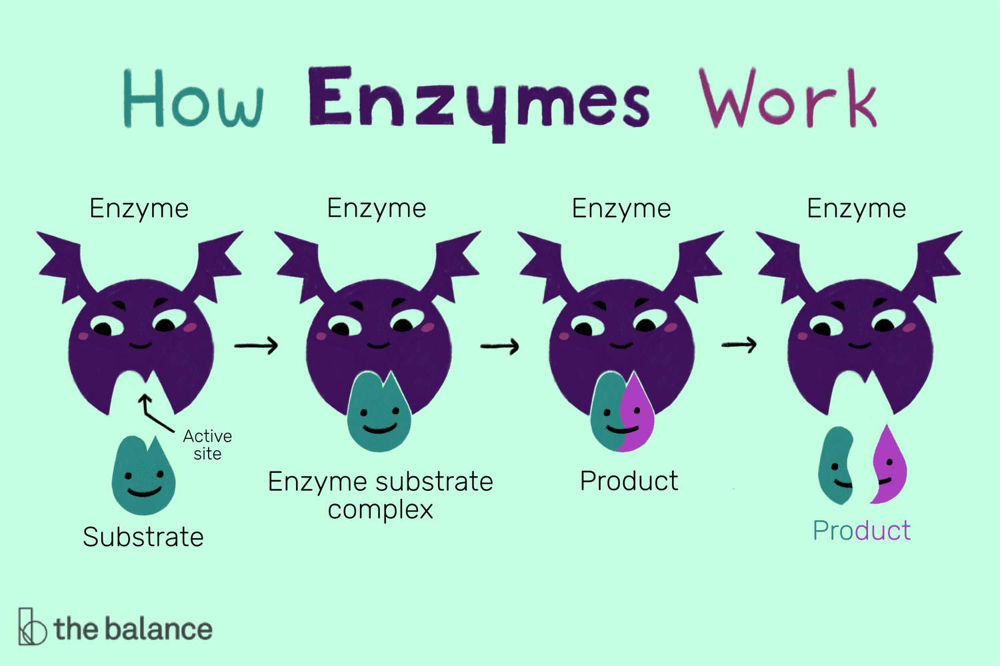 How Enzymes Work
Enzyme
Enzyme
Enzyme
Enzyme
Active
site
Substrate
Enzyme substrate
complex
Product
Product
the balance